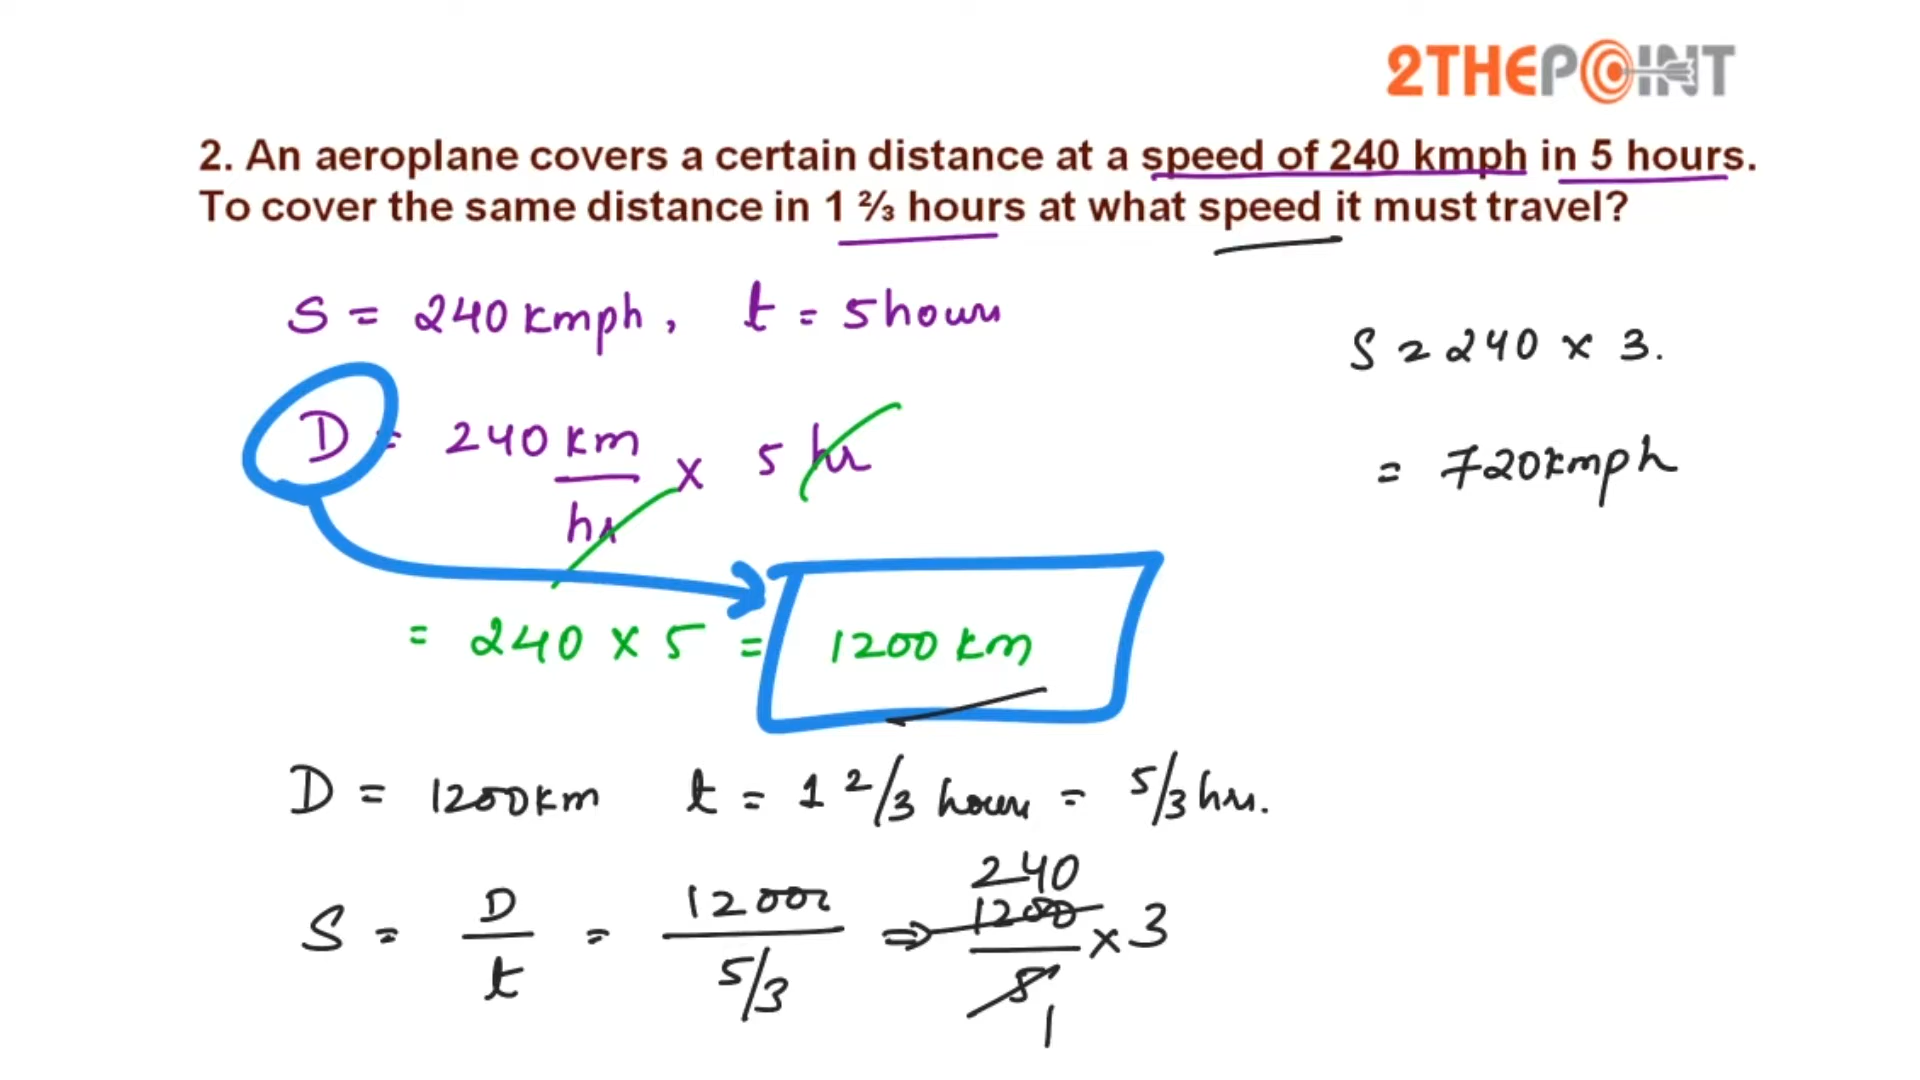 2THEPOINT
2. An aeroplane covers a certain distance at a speed of 240 kmph in 5 hours.
To cover the same distance in 1 ⅔ hours at what speed it must travel?
S = 240 kmph, t = 5 hours
D = 240 km/hr × 5 hr
= 240 × 5 = 1200 km
D = 1200 km t = 1 2/3 hours = 5/3 hrs.
S = D/t = 1200/5/3 ⇒ 1200/5 × 3
240
1
S = 240 × 3.
= 720 kmph